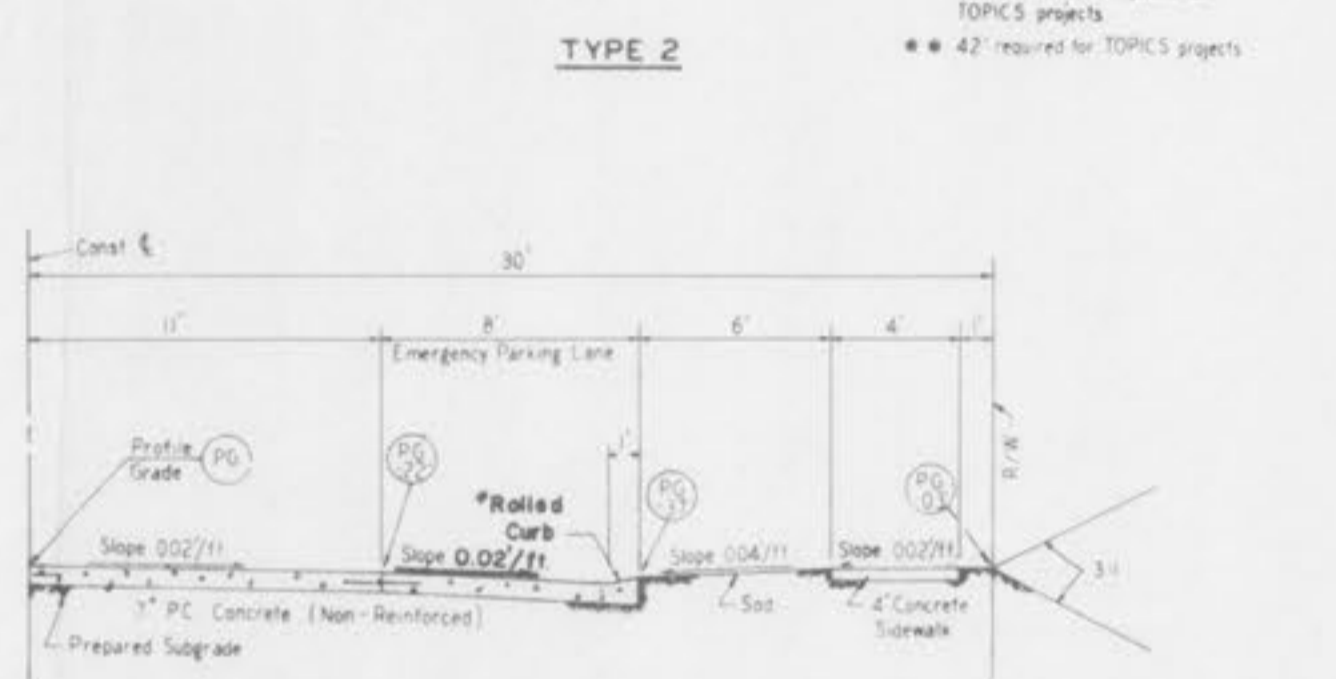 TOPICS projects
TYPE 2
* * 42' required for TOPICS projects
Const ℄
30'
11'
8'
6'
4'
1'
Emergency Parking Lane
Profile
Grade
PG
PG
.22
1'
PG
PG
R/W
*Rolled
Curb
Slope 0.02'/ft.
Slope 0.02'/ft.
Slope 0.04'/ft
Slope 0.02'/ft.
7" PC Concrete (Non-Reinforced)
Sod
4" Concrete
Sidewalk
Prepared Subgrade